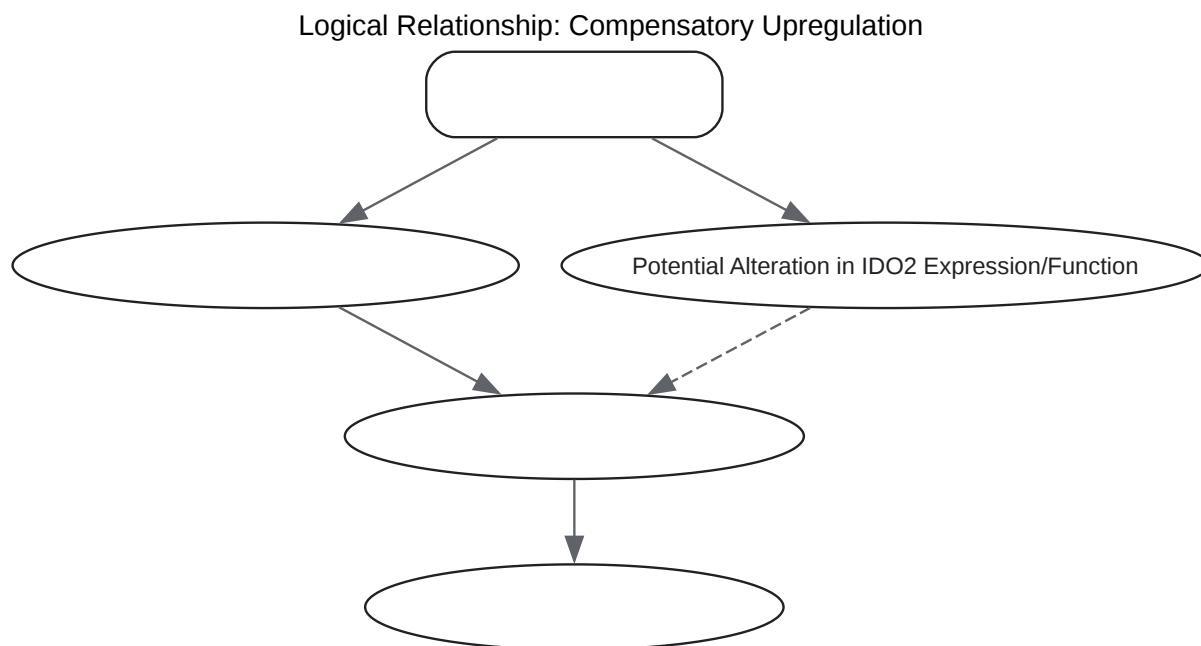 Logical Relationship: Compensatory Upregulation
Potential Alteration in IDO2 Expression/Function